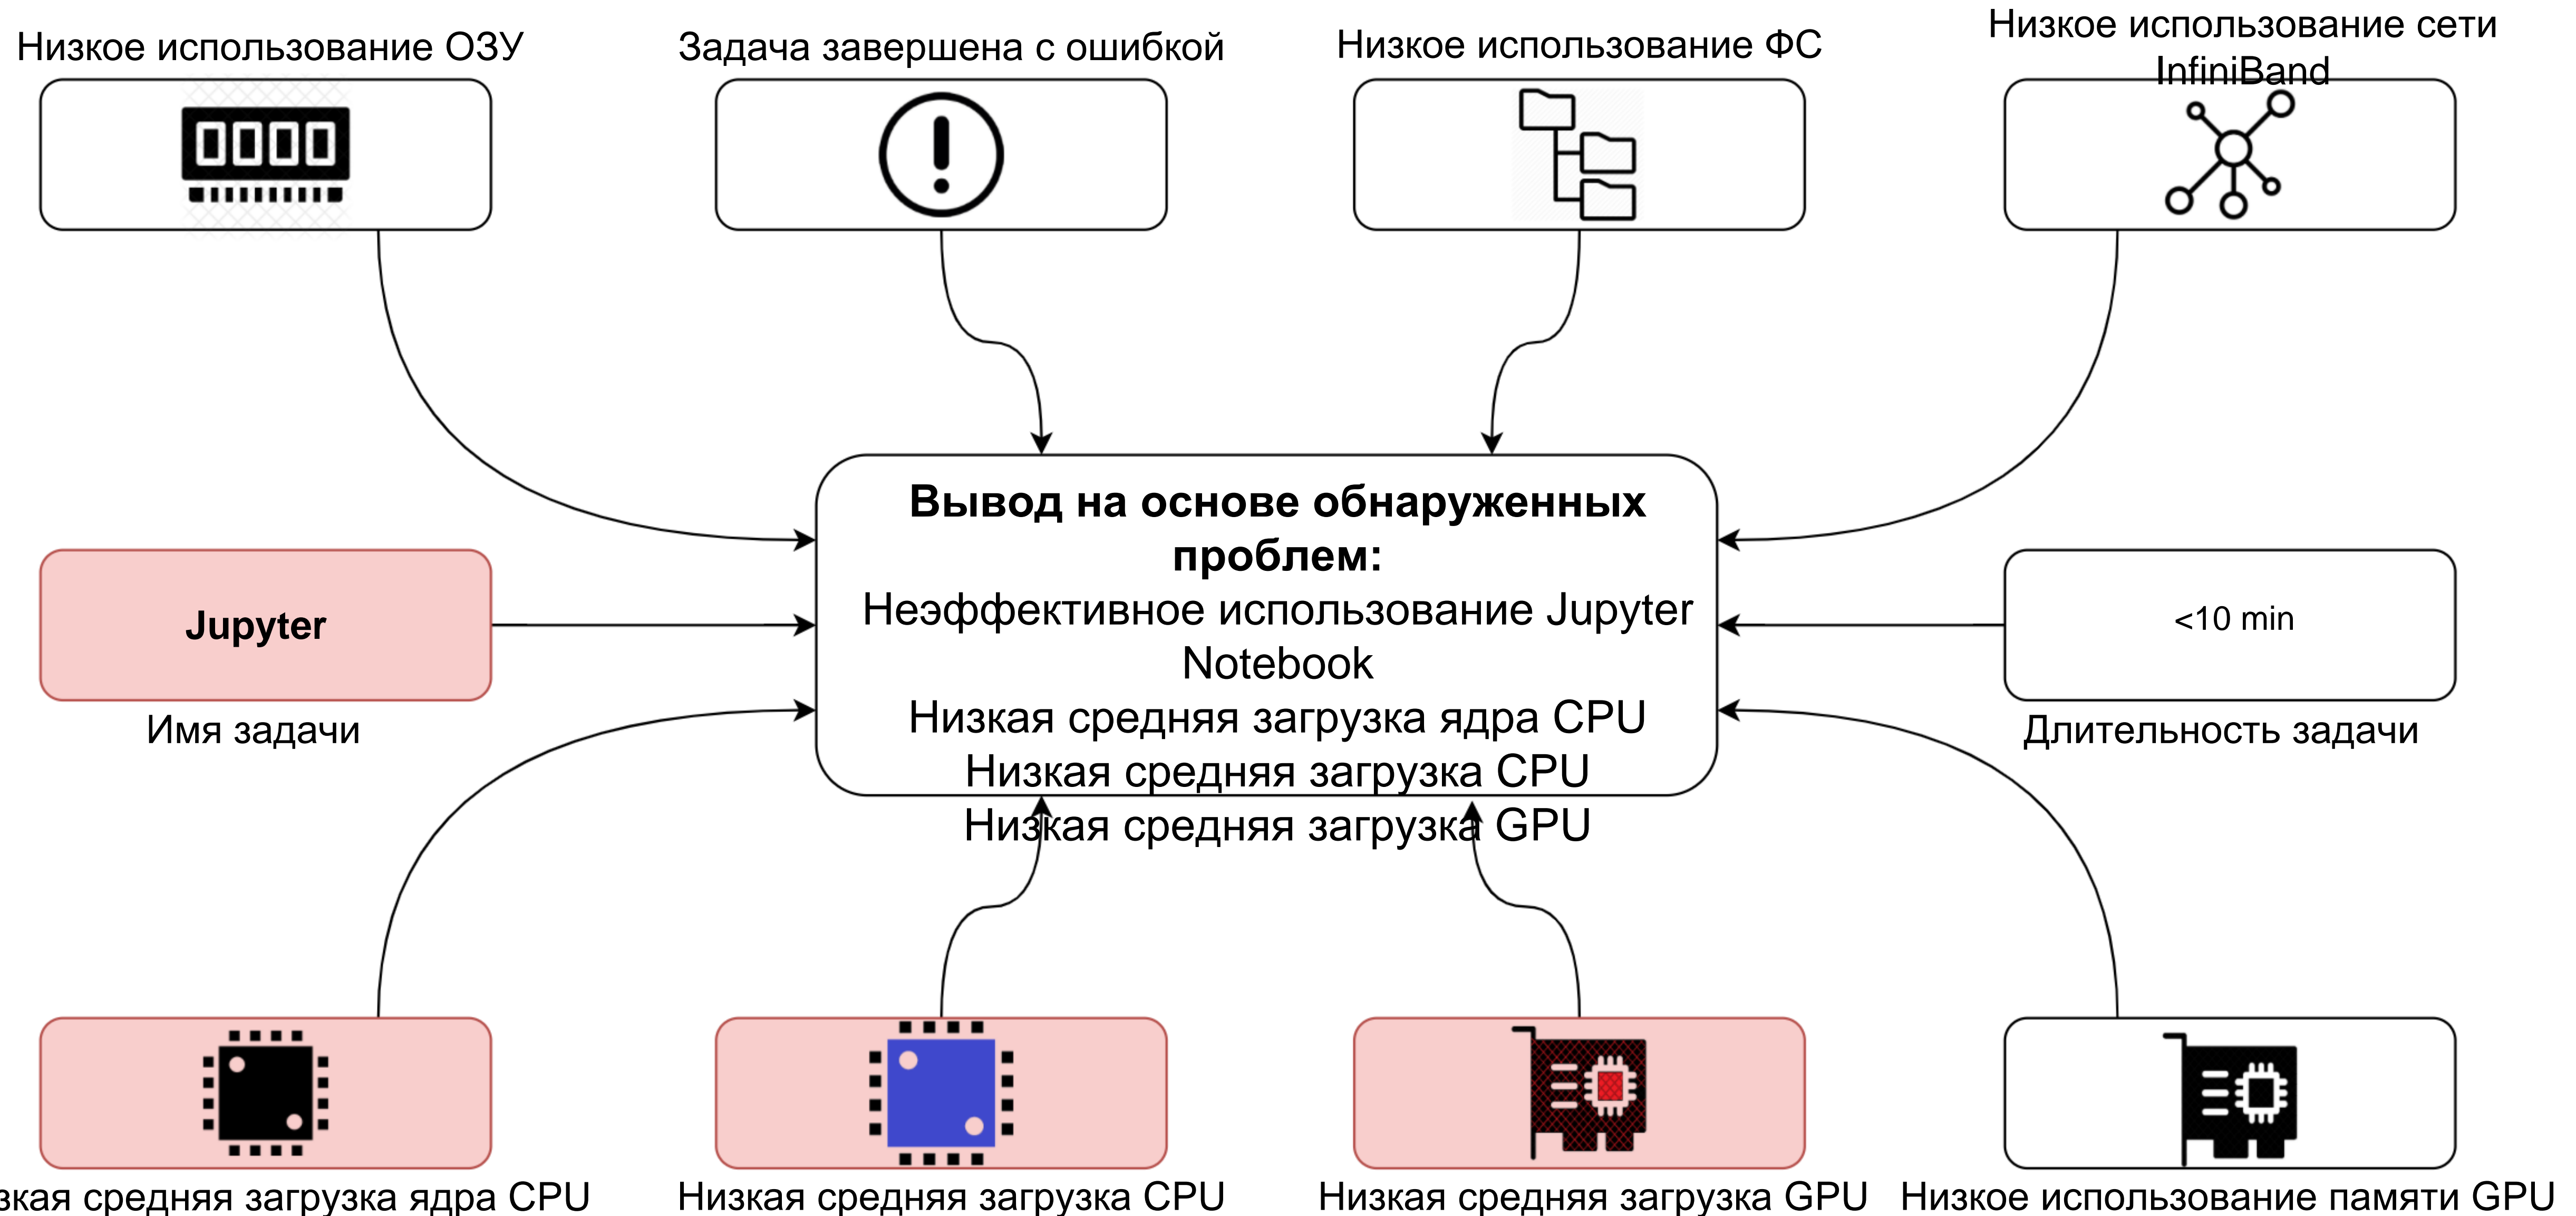 Низкое использование ОЗУ
Задача завершена с ошибкой
Низкое использование ФС
Низкое использование сети
InfiniBand
Вывод на основе обнаруженных
проблем:
Неэффективное использование Jupyter
Notebook
Низкая средняя загрузка ядра CPU
Низкая средняя загрузка CPU
Низкая средняя загрузка GPU
Jupyter
Имя задачи
<10 min
Длительность задачи
зкая средняя загрузка ядра CPU
Низкая средняя загрузка CPU
Низкая средняя загрузка GPU
Низкое использование памяти GPU